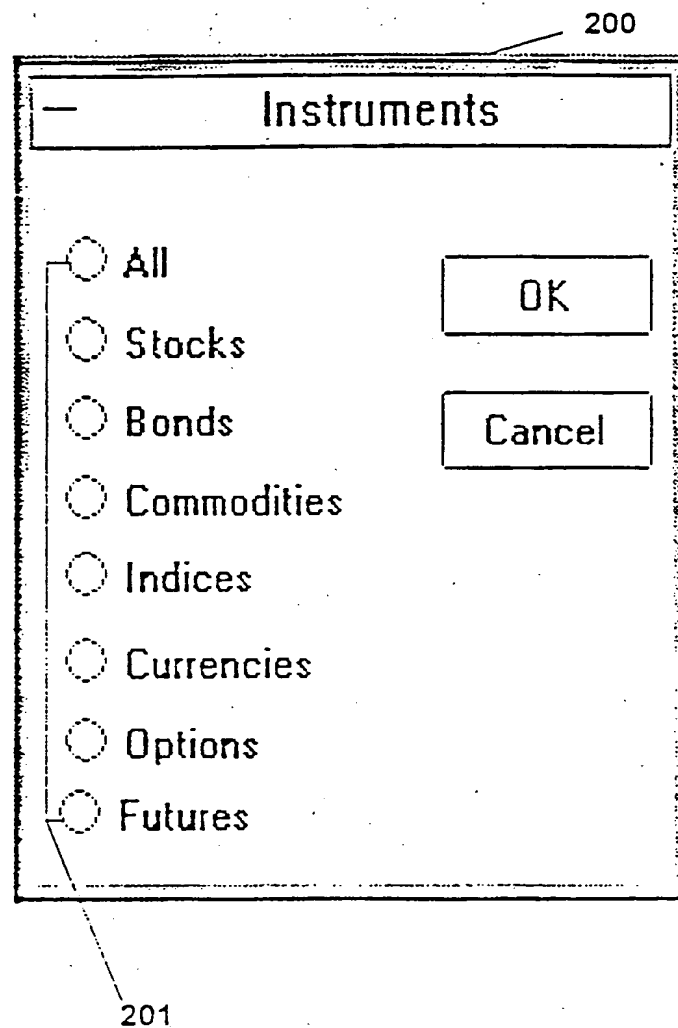 200
Instruments
All
OK
Stocks
Bonds
Cancel
Commodities
Indices
Currencies
Options
Futures
201